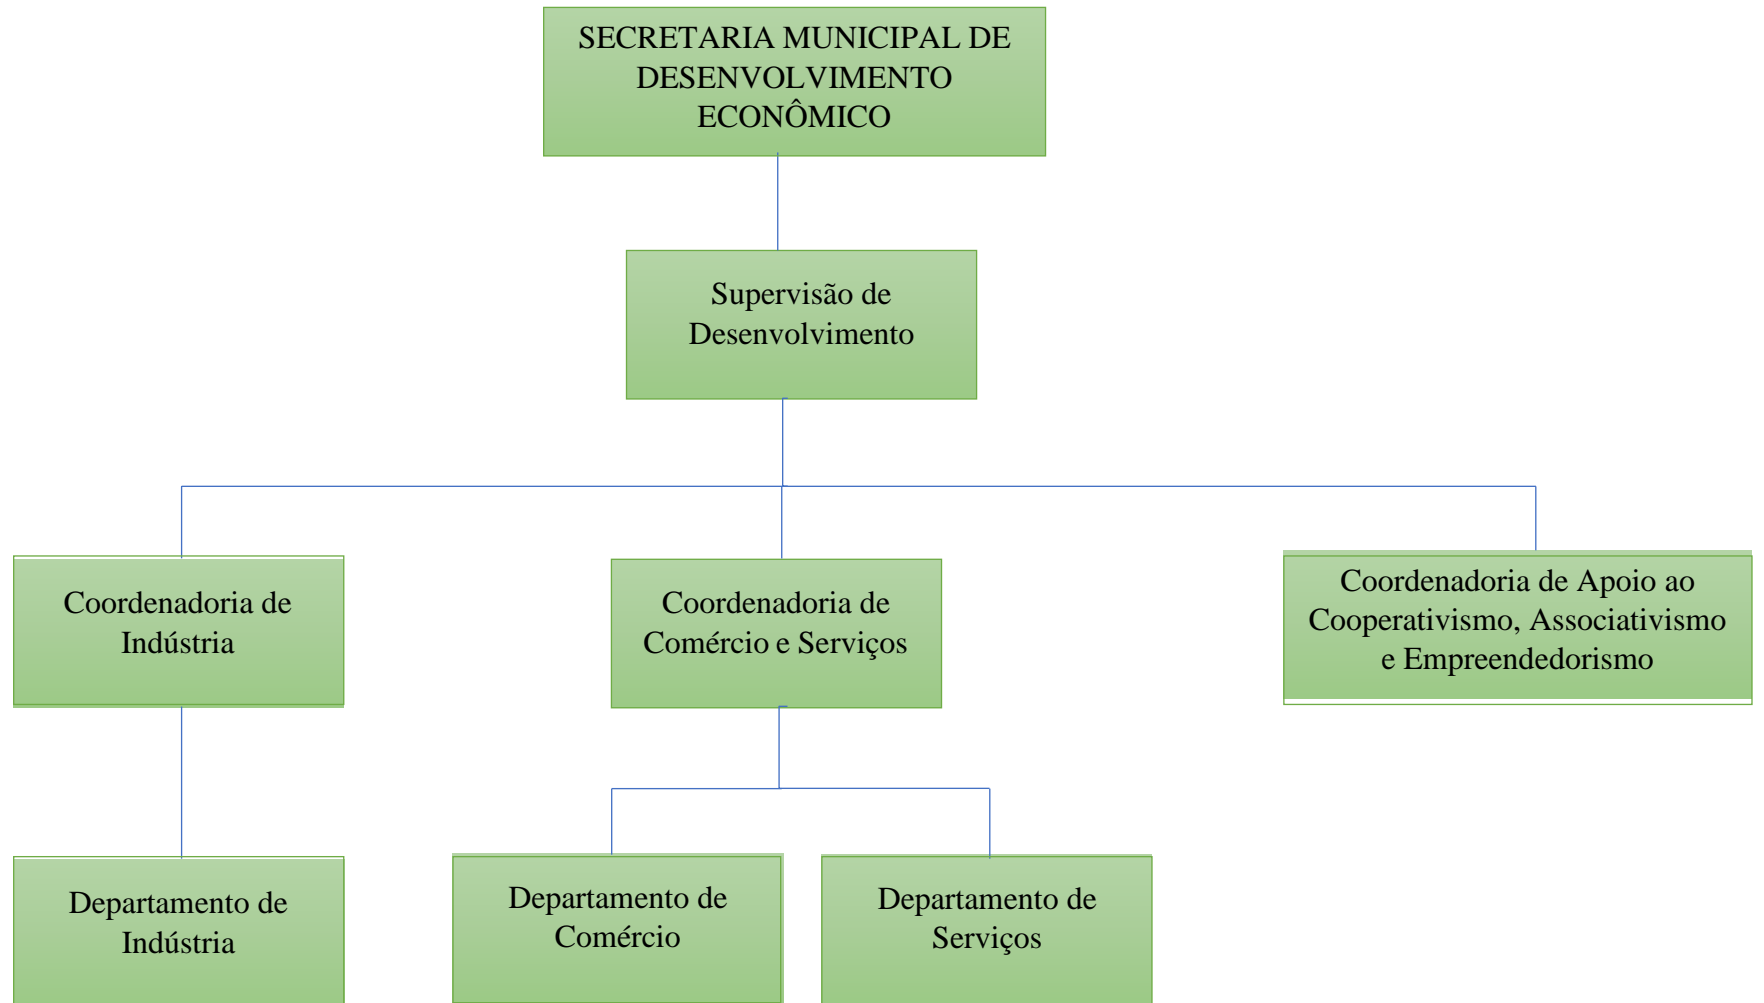 SECRETARIA MUNICIPAL DE
DESENVOLVIMENTO
ECONÔMICO
Supervisão de
Desenvolvimento
Coordenadoria de
Indústria
Coordenadoria de
Comércio e Serviços
Coordenadoria de Apoio ao
Cooperativismo, Associativismo
e Empreendedorismo
Departamento de
Indústria
Departamento de
Comércio
Departamento de
Serviços